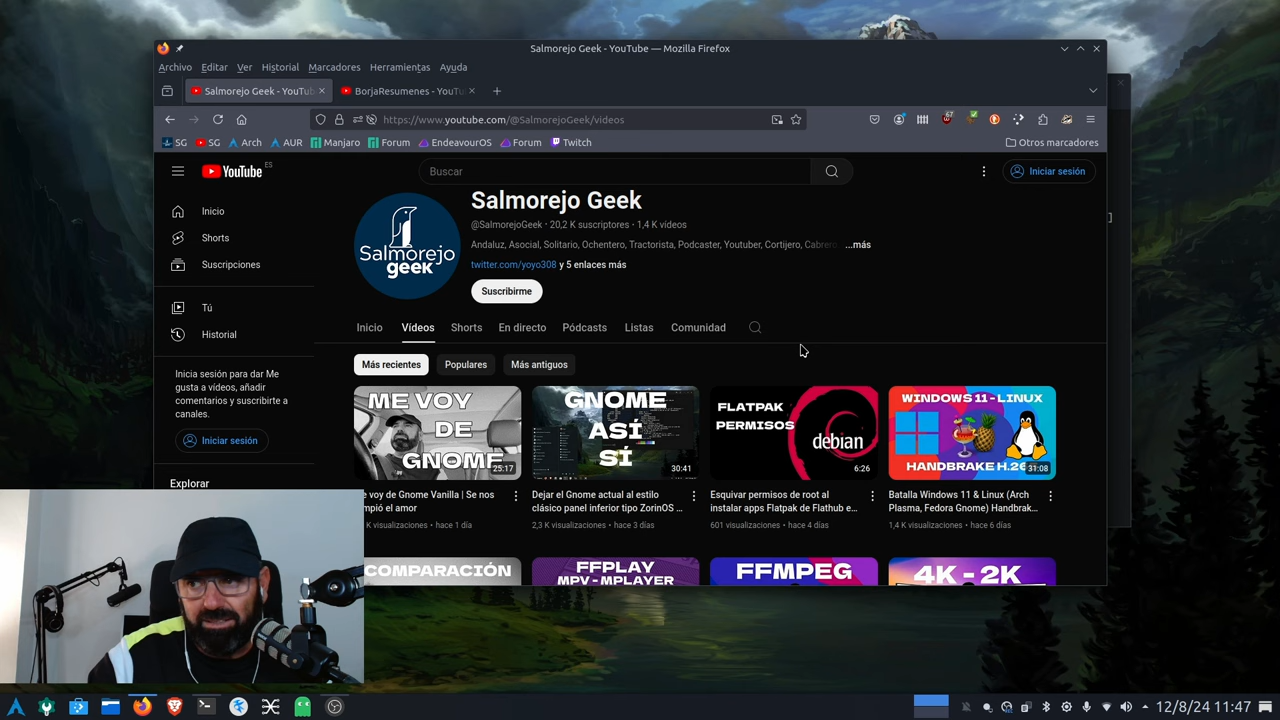 Salmorejo Geek - YouTube — Mozilla Firefox
Archivo Editar Ver Historial Marcadores Herramientas Ayuda
Salmorejo Geek - YouTub
BorjaResumenes - YouTu
https://www.youtube.com/@SalmorejoGeek/videos
SG SG Arch AUR Manjaro Forum EndeavourOS Forum Twitch Otros marcadores
YouTube ES
Buscar
Iniciar sesión
Inicio
Shorts
Suscripciones
Tú
Historial
Inicia sesión para dar Me
gusta a vídeos, añadir
comentarios y suscribirte a
canales.
Iniciar sesión
Explorar
Salmorejo
geek
Salmorejo Geek
@SalmorejoGeek · 20,2 K suscriptores · 1,4 K vídeos
Andaluz, Asocial, Solitario, Ochentero, Tractorista, Podcaster, Youtuber, Cortijero, Cabrero ...más
twitter.com/yoyo308 y 5 enlaces más
Suscribirme
Inicio Vídeos Shorts En directo Pódcasts Listas Comunidad
Más recientes Populares Más antiguos
ME VOY
DE
GNOME
25:17
voy de Gnome Vanilla | Se nos
mpió el amor
K visualizaciones • hace 1 día
GNOME
ASÍ
SÍ
30:41
Dejar el Gnome actual al estilo
clásico panel inferior tipo ZorinOS ...
2,3 K visualizaciones • hace 3 días
FLATPAK
PERMISOS
debian
6:26
Esquivar permisos de root al
instalar apps Flatpak de Flathub e...
601 visualizaciones • hace 4 días
WINDOWS 11 - LINUX
HANDBRAKE H.26
31:08
Batalla Windows 11 & Linux (Arch
Plasma, Fedora Gnome) Handbrak...
1,4 K visualizaciones • hace 6 días
COMPARACIÓN
FFPLAY
MPV - MPLAYER
FFMPEG
4K - 2K
12/8/24 11:47